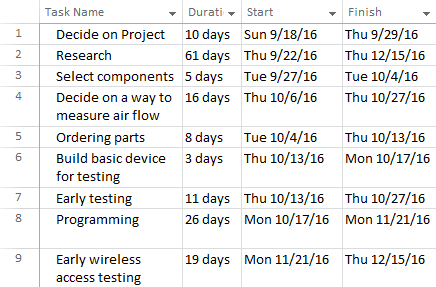 Task Name Durati Start Finish
1 Decide on Project 10 days Sun 9/18/16 Thu 9/29/16
2 Research 61 days Thu 9/22/16 Thu 12/15/16
3 Select components 5 days Tue 9/27/16 Tue 10/4/16
4 Decide on a way to 16 days Thu 10/6/16 Thu 10/27/16
measure air flow
5 Ordering parts 8 days Tue 10/4/16 Thu 10/13/16
6 Build basic device 3 days Thu 10/13/16 Mon 10/17/16
for testing
7 Early testing 11 days Thu 10/13/16 Thu 10/27/16
8 Programming 26 days Mon 10/17/16 Mon 11/21/16
9 Early wireless 19 days Mon 11/21/16 Thu 12/15/16
access testing